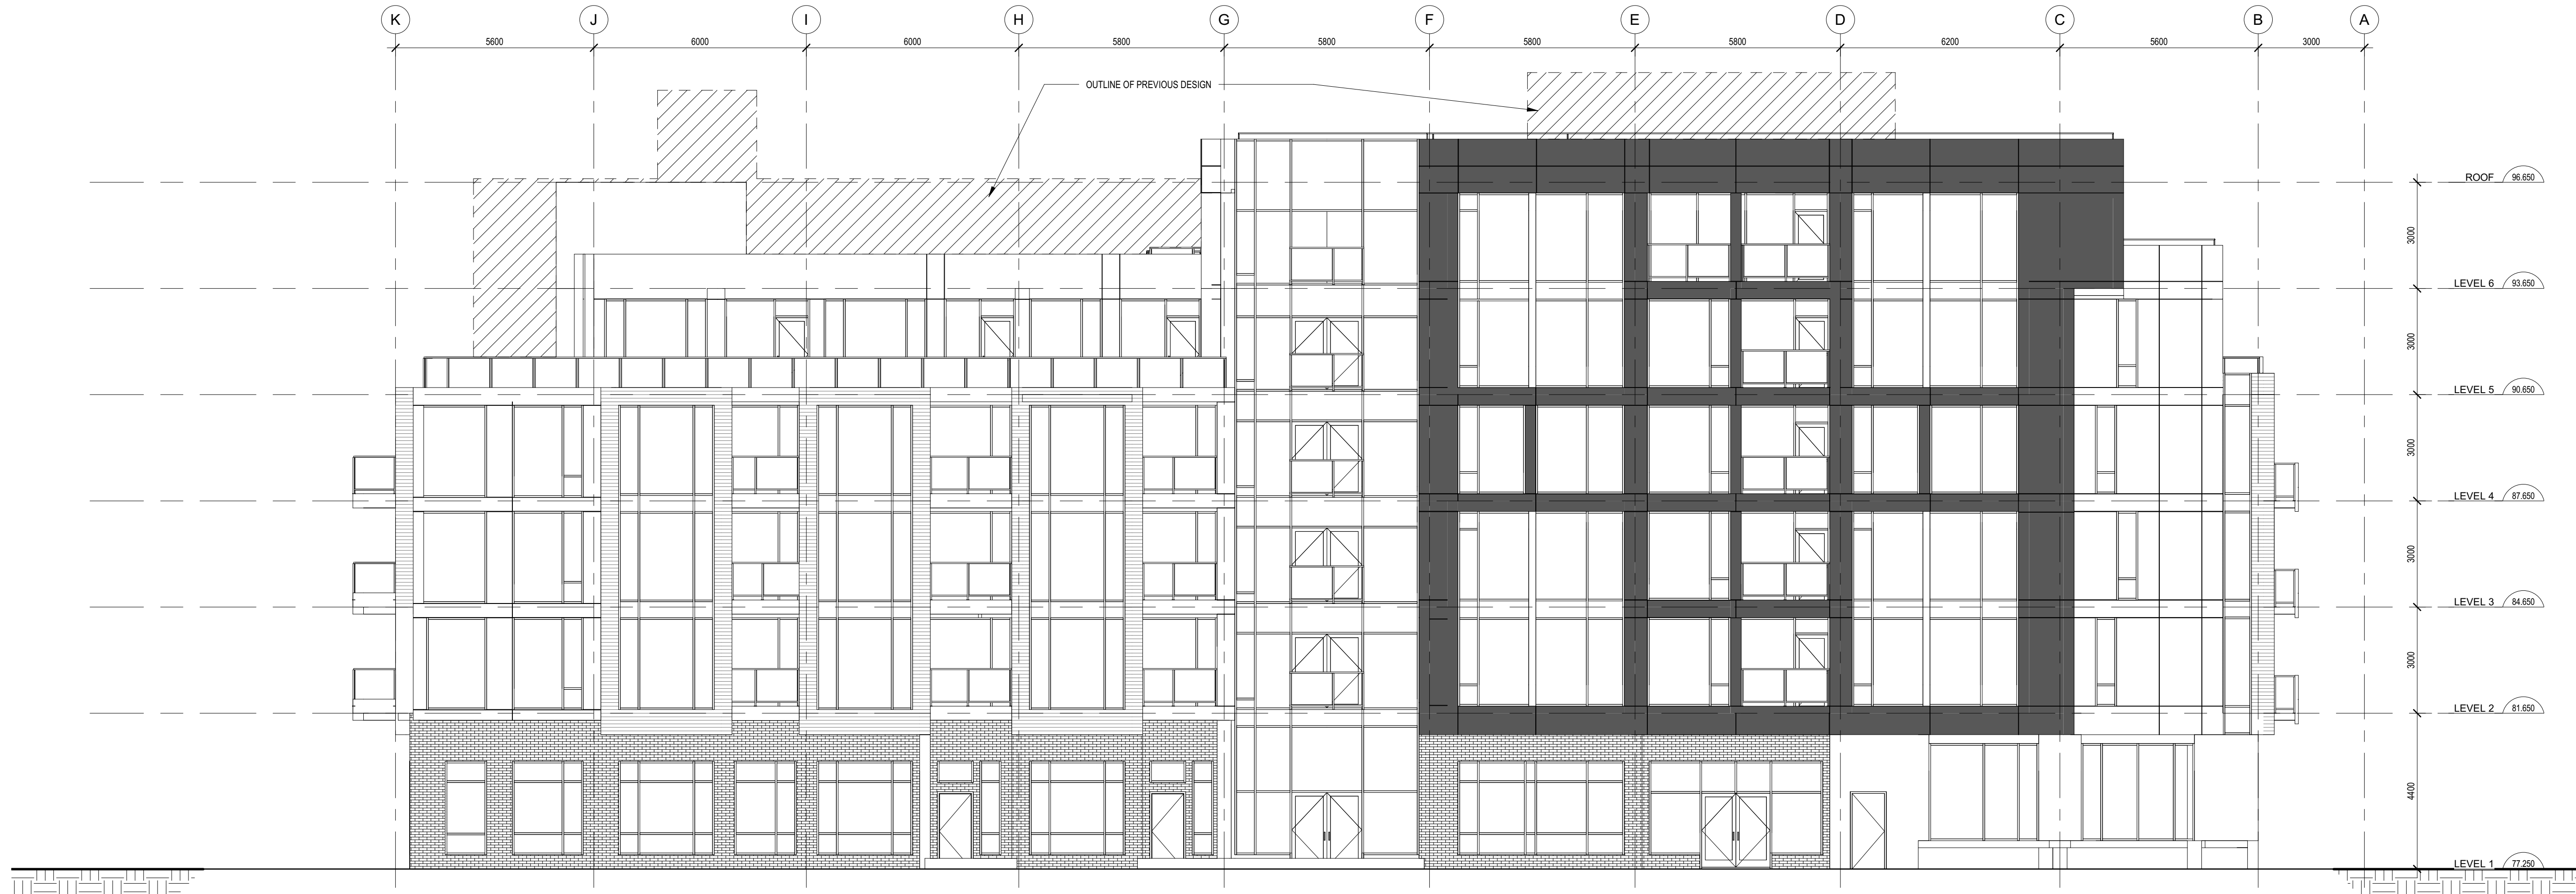 K J I H G F E D C B A
5600 6000 6000 5800 5800 5800 5800 6200 5600 3000
OUTLINE OF PREVIOUS DESIGN
ROOF 96.650
3000
LEVEL 6 93.650
3000
LEVEL 5 90.650
3000
LEVEL 4 87.650
3000
LEVEL 3 84.650
3000
LEVEL 2 81.650
4400
LEVEL 1 77.250